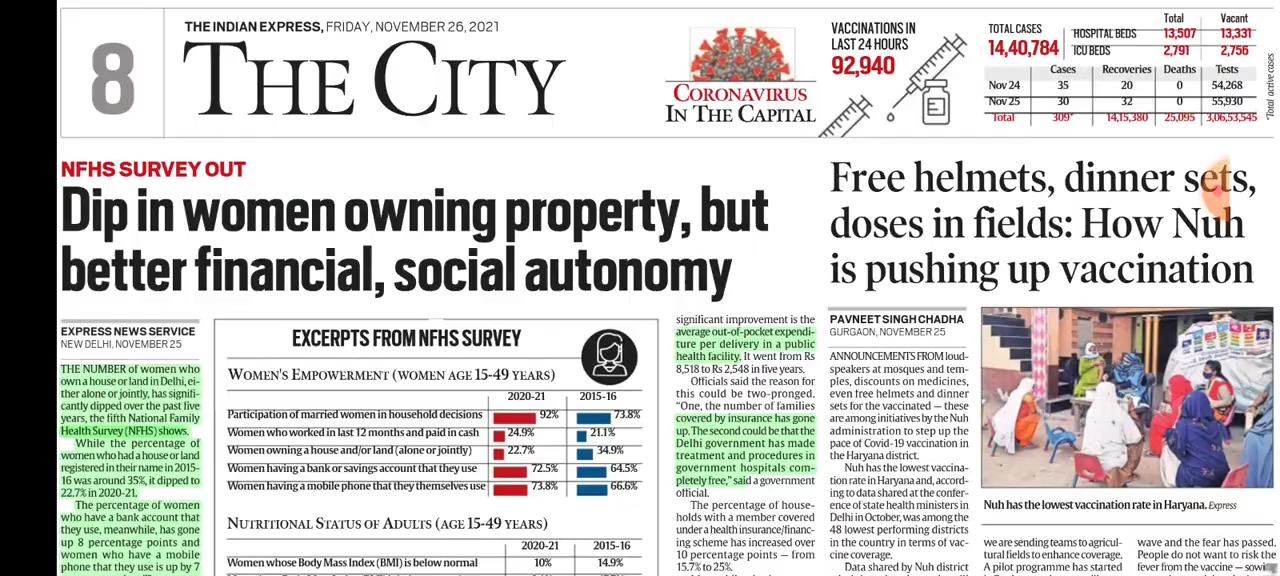 8
THE INDIAN EXPRESS, FRIDAY, NOVEMBER 26, 2021
THE CITY
CORONAVIRUS
IN THE CAPITAL
VACCINATIONS IN
LAST 24 HOURS
92,940
TOTAL CASES
14,40,784
Total Vacant
HOSPITAL BEDS 13,507 13,331
ICU BEDS 2,791 2,756
Cases Recoveries Deaths Tests
Nov 24 35 20 0 54,268
Nov 25 30 32 0 55,930
Total 309* 14,15,380 25,095 3,06,53,545
*Total active cases
NFHS SURVEY OUT
Dip in women owning property, but
better financial, social autonomy
EXPRESS NEWS SERVICE
NEW DELHI, NOVEMBER 25
THE NUMBER of women who
own a house or land in Delhi, ei-
ther alone or jointly, has signifi-
cantly dipped over the past five
years, the fifth National Family
Health Survey (NFHS) shows.
While the percentage of
women who had a house or land
registered in their name in 2015-
16 was around 35%, it dipped to
22.7% in 2020-21.
The percentage of women
who have a bank account that
they use, meanwhile, has gone
up 8 percentage points and
women who have a mobile
phone that they use is up by 7
EXCERPTS FROM NFHS SURVEY
WOMEN'S EMPOWERMENT (WOMEN AGE 15-49 YEARS)
2020-21 2015-16
Participation of married women in household decisions 92% 73.8%
Women who worked in last 12 months and paid in cash 24.9% 21.1%
Women owning a house and/or land (alone or jointly) 22.7% 34.9%
Women having a bank or savings account that they use 72.5% 64.5%
Women having a mobile phone that they themselves use 73.8% 66.6%
NUTRITIONAL STATUS OF ADULTS (AGE 15-49 YEARS)
2020-21 2015-16
Women whose Body Mass Index (BMI) is below normal 10% 14.9%
significant improvement is the
average out-of-pocket expendi-
ture per delivery in a public
health facility. It went from Rs
8,518 to Rs 2,548 in five years.
Officials said the reason for
this could be two-pronged.
"One, the number of families
covered by insurance has gone
up. The second could be that the
Delhi government has made
treatment and procedures in
government hospitals com-
pletely free," said a government
official.
The percentage of house-
holds with a member covered
under a health insurance/financ-
ing scheme has increased over
10 percentage points — from
15.7% to 25%.
Free helmets, dinner sets,
doses in fields: How Nuh
is pushing up vaccination
PAVNEET SINGH CHADHA
GURGAON, NOVEMBER 25
ANNOUNCEMENTS FROM loud-
speakers at mosques and tem-
ples, discounts on medicines,
even free helmets and dinner
sets for the vaccinated — these
are among initiatives by the Nuh
administration to step up the
pace of Covid-19 vaccination in
the Haryana district.
Nuh has the lowest vaccina-
tion rate in Haryana and, accord-
ing to data shared at the confer-
ence of state health ministers in
Delhi in October, was among the
48 lowest performing districts
in the country in terms of vac-
cine coverage.
Data shared by Nuh district
Nuh has the lowest vaccination rate in Haryana. Express
we are sending teams to agricul-
tural fields to enhance coverage.
A pilot programme has started
wave and the fear has passed.
People do not want to risk the
fever from the vaccine — sowi